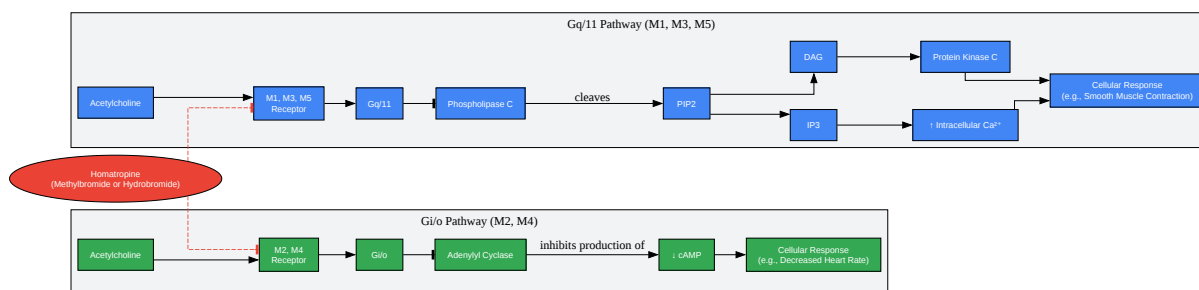 Gq/11 Pathway (M1, M3, M5)
Acetylcholine
M1, M3, M5
Receptor
Gq/11
Phospholipase C
cleaves
PIP2
DAG
Protein Kinase C
IP3
↑ Intracellular Ca²⁺
Cellular Response
(e.g., Smooth Muscle Contraction)
Homatropine
(Methylbromide or Hydrobromide)
Gi/o Pathway (M2, M4)
Acetylcholine
M2, M4
Receptor
Gi/o
Adenylyl Cyclase
inhibits production of
↓ cAMP
Cellular Response
(e.g., Decreased Heart Rate)